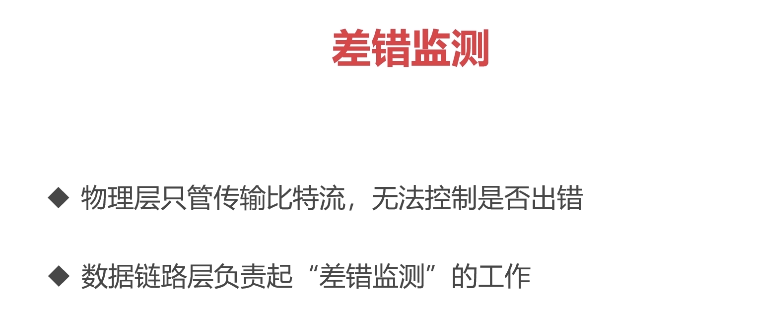 差错监测
◆ 物理层只管传输比特流，无法控制是否出错
◆ 数据链路层负责起“差错监测”的工作